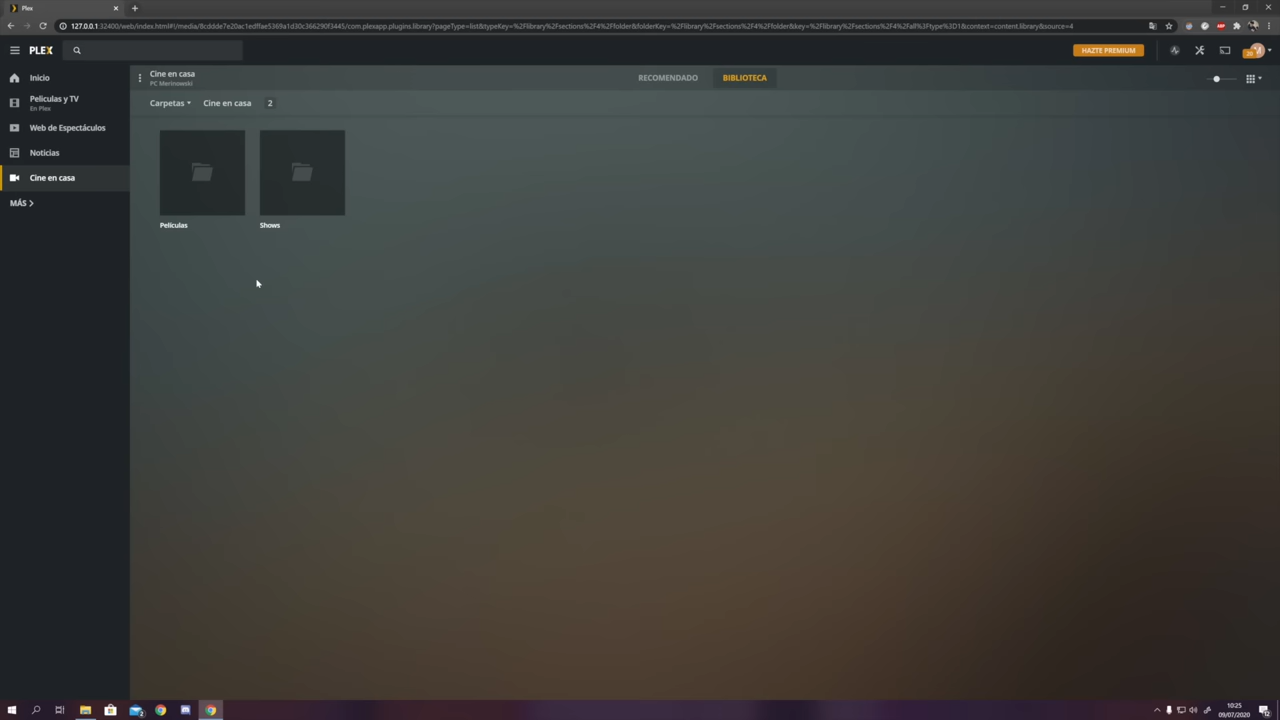 Plex
127.0.0.1:32400/web/index.html#!/media/8cddde7e20ac1edffae5369a1d30c366290f3445/com.plexapp.plugins.library?pageType=list&typeKey=%2Flibrary%2Fsections%2F4%2Ffolder&folderKey=%2Flibrary%2Fsections%2F4%2Ffolder&key=%2Flibrary%2Fsections%2F4%2Fall%3Ftype%3D1&context=content.library&source=4
PLEX
HAZTE PREMIUM
20
Inicio
Películas y TV
En Plex
Web de Espectáculos
Noticias
Cine en casa
MÁS
Cine en casa
PC Merinowski
RECOMENDADO
BIBLIOTECA
Carpetas
Cine en casa
2
Películas
Shows
10:25
09/07/2020